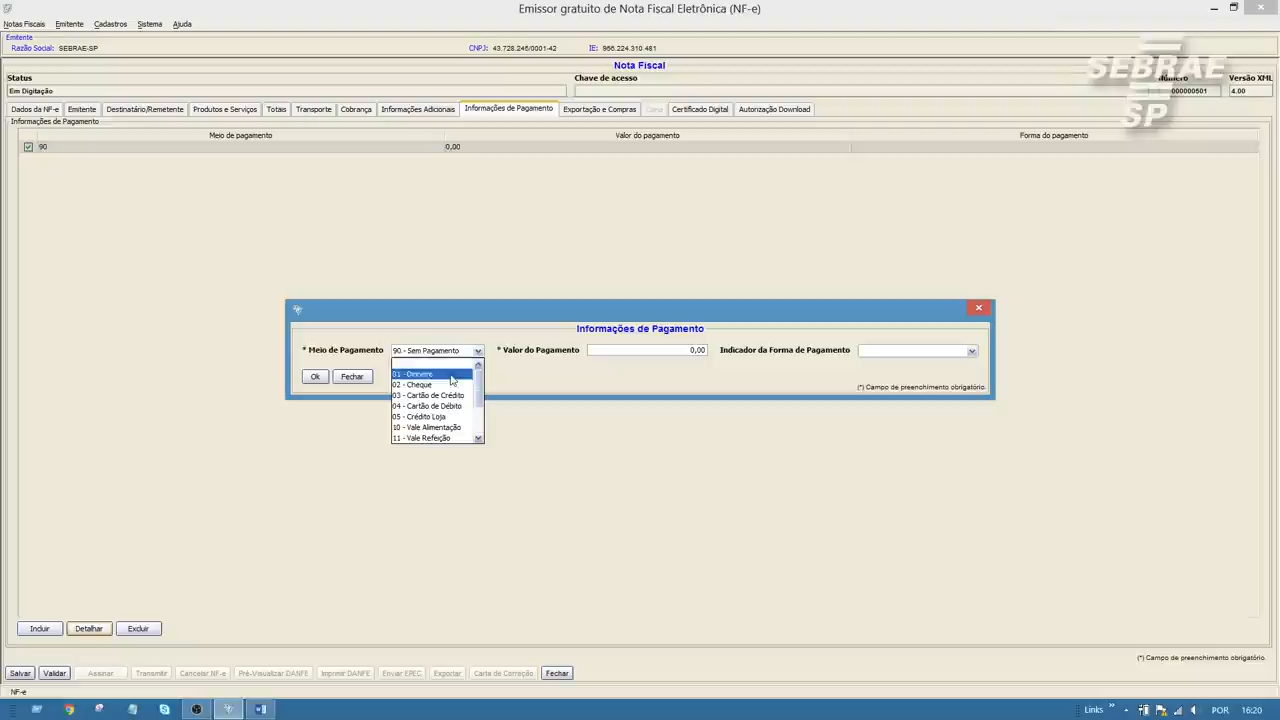 Emissor gratuito de Nota Fiscal Eletrônica (NF-e)
Notas Fiscais Emitente Cadastros Sistema Ajuda
Emitente
Razão Social: SEBRAE-SP CNPJ: 43.728.245/0001-42 IE: 966.224.310.481
Nota Fiscal
SEBRAE
SP
Status Chave de acesso Número Versão XML
Em Digitação 000000501 4.00
Dados da NF-e Emitente Destinatário/Remetente Produtos e Serviços Totais Transporte Cobrança Informações Adicionais Informações de Pagamento Exportação e Compras Cana Certificado Digital Autorização Download
Informações de Pagamento
Meio de pagamento Valor do pagamento Forma do pagamento
90 0,00
Informações de Pagamento
* Meio de Pagamento 90 - Sem Pagamento * Valor do Pagamento 0,00 Indicador da Forma de Pagamento
Ok Fechar
01 - Dinheiro
02 - Cheque
03 - Cartão de Crédito
04 - Cartão de Débito
05 - Crédito Loja
10 - Vale Alimentação
11 - Vale Refeição
(*) Campo de preenchimento obrigatório.
Incluir Detalhar Excluir
(*) Campo de preenchimento obrigatório.
Salvar Validar Assinar Transmitir Cancelar NF-e Pré-Visualizar DANFE Imprimir DANFE Enviar EPEC Exportar Carta de Correção Fechar
NF-e
Links » POR 16:20